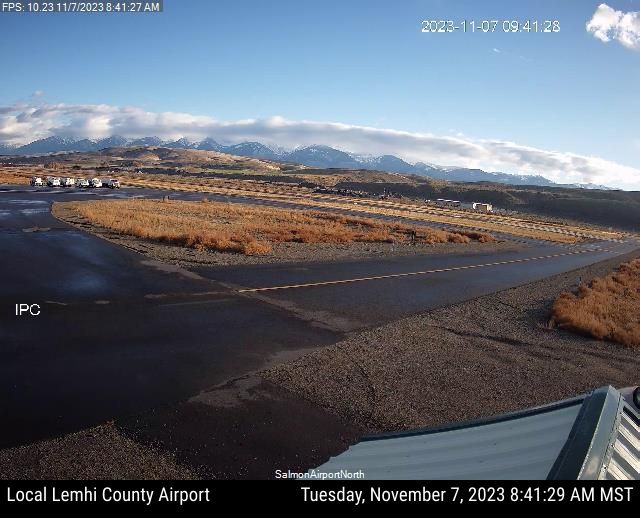 FPS: 10.23 11/7/2023 8:41:27 AM
2023-11-07 09:41:28
IPC
SalmonAirportNorth
Local Lemhi County Airport
Tuesday, November 7, 2023 8:41:29 AM MST